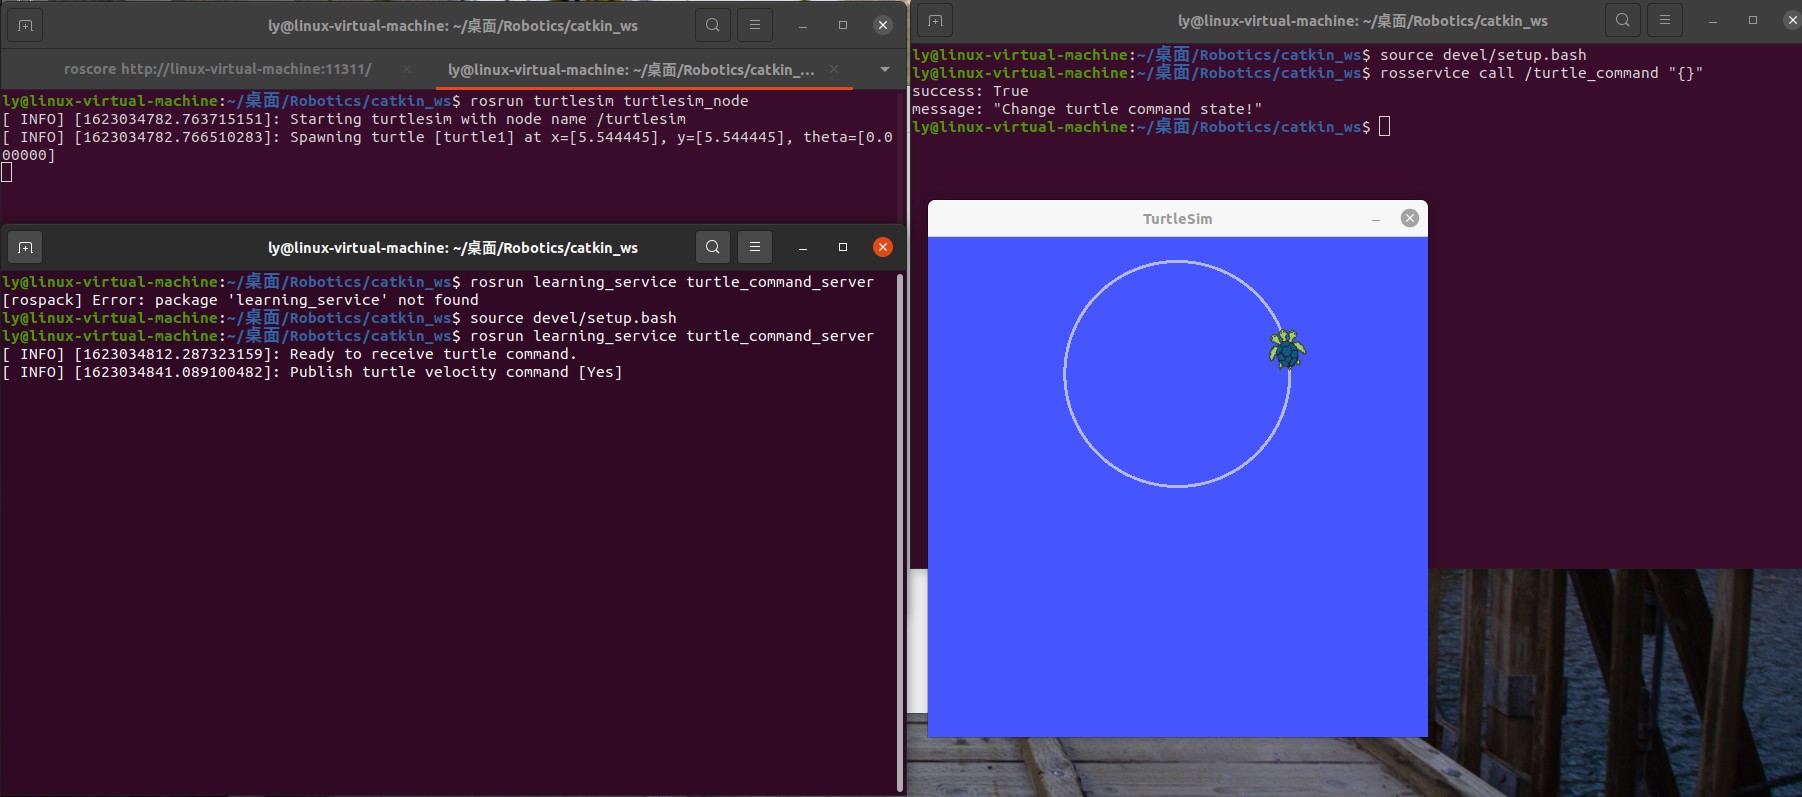 ly@linux-virtual-machine: ~/桌面/Robotics/catkin_ws
roscore http://linux-virtual-machine:11311/
ly@linux-virtual-machine: ~/桌面/Robotics/catkin_...
ly@linux-virtual-machine:~/桌面/Robotics/catkin_ws$ rosrun turtlesim turtlesim_node
[ INFO] [1623034782.763715151]: Starting turtlesim with node name /turtlesim
[ INFO] [1623034782.766510283]: Spawning turtle [turtle1] at x=[5.544445], y=[5.544445], theta=[0.0
00000]
ly@linux-virtual-machine: ~/桌面/Robotics/catkin_ws
ly@linux-virtual-machine:~/桌面/Robotics/catkin_ws$ rosrun learning_service turtle_command_server
[rospack] Error: package 'learning_service' not found
ly@linux-virtual-machine:~/桌面/Robotics/catkin_ws$ source devel/setup.bash
ly@linux-virtual-machine:~/桌面/Robotics/catkin_ws$ rosrun learning_service turtle_command_server
[ INFO] [1623034812.287323159]: Ready to receive turtle command.
[ INFO] [1623034841.089100482]: Publish turtle velocity command [Yes]
ly@linux-virtual-machine: ~/桌面/Robotics/catkin_ws
ly@linux-virtual-machine:~/桌面/Robotics/catkin_ws$ source devel/setup.bash
ly@linux-virtual-machine:~/桌面/Robotics/catkin_ws$ rosservice call /turtle_command "{}"
success: True
message: "Change turtle command state!"
ly@linux-virtual-machine:~/桌面/Robotics/catkin_ws$
TurtleSim